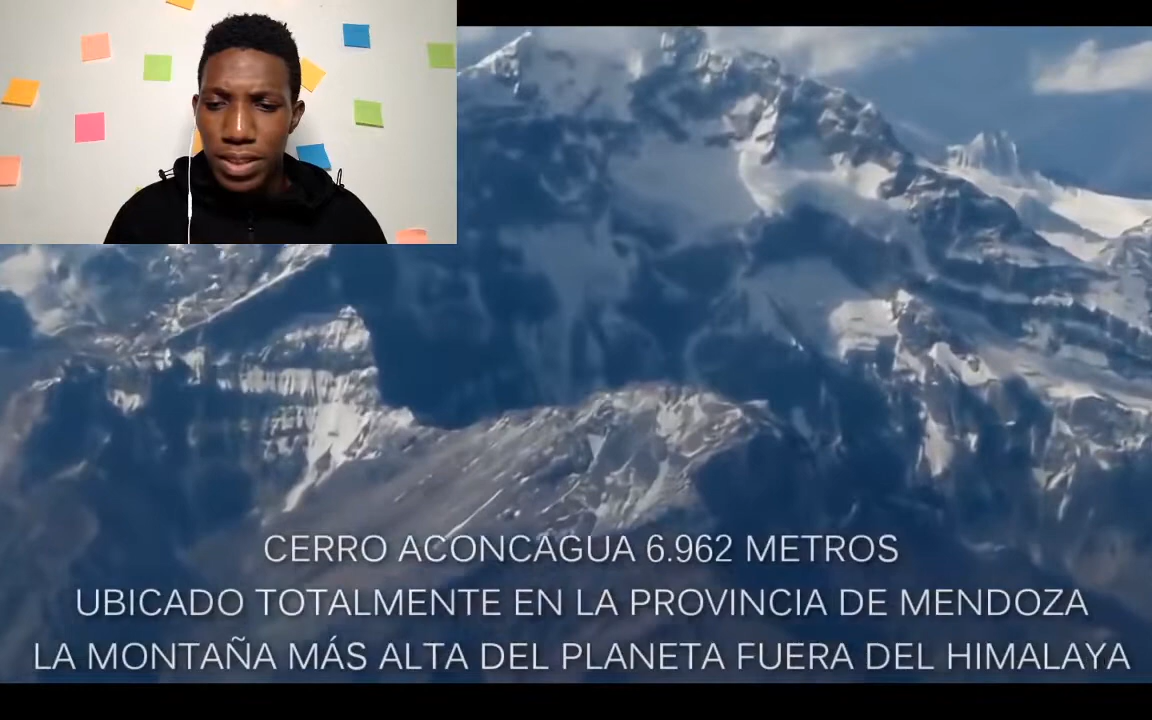 CERRO ACONCAGUA 6.962 METROS
UBICADO TOTALMENTE EN LA PROVINCIA DE MENDOZA
LA MONTAÑA MÁS ALTA DEL PLANETA FUERA DEL HIMALAYA